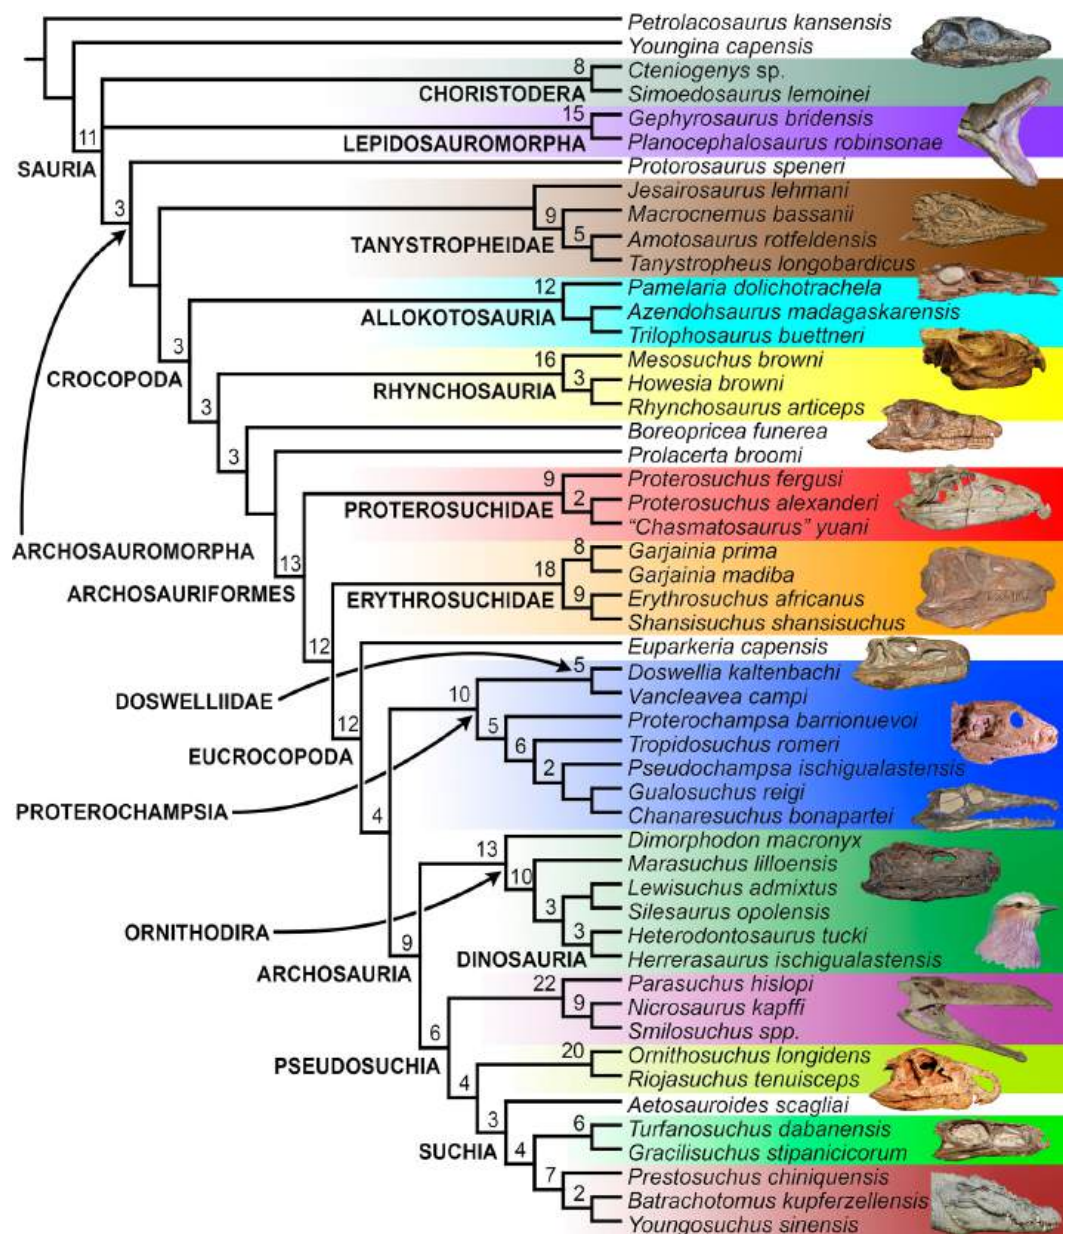 Petrolacosaurus kansensis
Youngina capensis
8 Cteniogenys sp.
CHORISTODERA Simoedosaurus lemoinei
15 Gephyrosaurus bridensis
11 LEPIDOSAUROMORPHA Planocephalosaurus robinsonae
SAURIA Protorosaurus speneri
Jesairosaurus lehmani
3 9 Macrocnemus bassanii
TANYSTROPHEIDAE 5 Amotosaurus rotfeldensis
Tanystropheus longobardicus
12 Pamelaria dolichotrachela
ALLOKOTOSAURIA Azendohsaurus madagaskarensis
Trilophosaurus buettneri
3 16 Mesosuchus browni
CROCOPODA RHYNCHOSAURIA 3 Howesia browni
3 Rhynchosaurus articeps
Boreopricea funerea
3 Prolacerta broomi
9 Proterosuchus fergusi
PROTEROSUCHIDAE 2 Proterosuchus alexanderi
"Chasmatosaurus" yuani
ARCHOSAUROMORPHA 8 Garjainia prima
13 18 Garjainia madiba
ARCHOSAURIFORMES ERYTHROSUCHIDAE 9 Erythrosuchus africanus
Shansisuchus shansisuchus
12 Euparkeria capensis
5 Doswellia kaltenbachi
DOSWELLIIDAE 10 Vancleavea campi
12 5 Proterochampsa barrionuevoi
EUCROCOPODA 6 Tropidosuchus romeri
2 Pseudochampsa ischigualastensis
Gualosuchus reigi
PROTEROCHAMPSIA 4 Chanaresuchus bonapartei
13 Dimorphodon macronyx
10 Marasuchus lilloensis
3 Lewisuchus admixtus
Silesaurus opolensis
ORNITHODIRA 9 3 Heterodontosaurus tucki
ARCHOSAURIA DINOSAURIA Herrerasaurus ischigualastensis
22 Parasuchus hislopi
9 Nicrosaurus kapffi
6 Smilosuchus spp.
PSEUDOSUCHIA 20 Ornithosuchus longidens
4 Riojasuchus tenuisceps
3 Aetosauroides scagliai
6 Turfanosuchus dabanensis
SUCHIA 4 Gracilisuchus stipanicicorum
7 Prestosuchus chiniquensis
2 Batrachotomus kupferzellensis
Youngosuchus sinensis